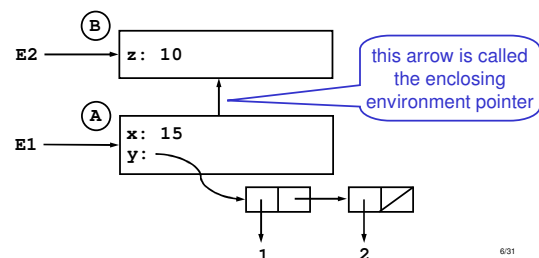 B
E2
z: 10
this arrow is called
the enclosing
environment pointer
A
E1
x: 15
y:
1
2
6/31